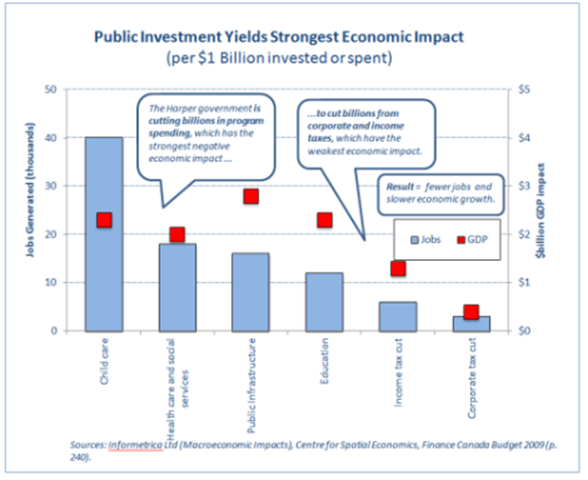 Public Investment Yields Strongest Economic Impact
(per $1 Billion invested or spent)
50
40
30
20
10
0
Jobs Generated (thousands)
$5
$4
$3
$2
$1
$0
$billion GDP impact
The Harper government is
cutting billions in program
spending, which has the
strongest negative
economic impact ...
...to cut billions from
corporate and income
taxes, which have the
weakest economic impact.
Result = fewer jobs and
slower economic growth.
Jobs
GDP
Child care
Health care and social
services
Public Infrastructure
Education
Income tax cut
Corporate tax cut
Sources: Informetrica Ltd (Macroeconomic Impacts), Centre for Spatial Economics, Finance Canada Budget 2009 (p.
240).